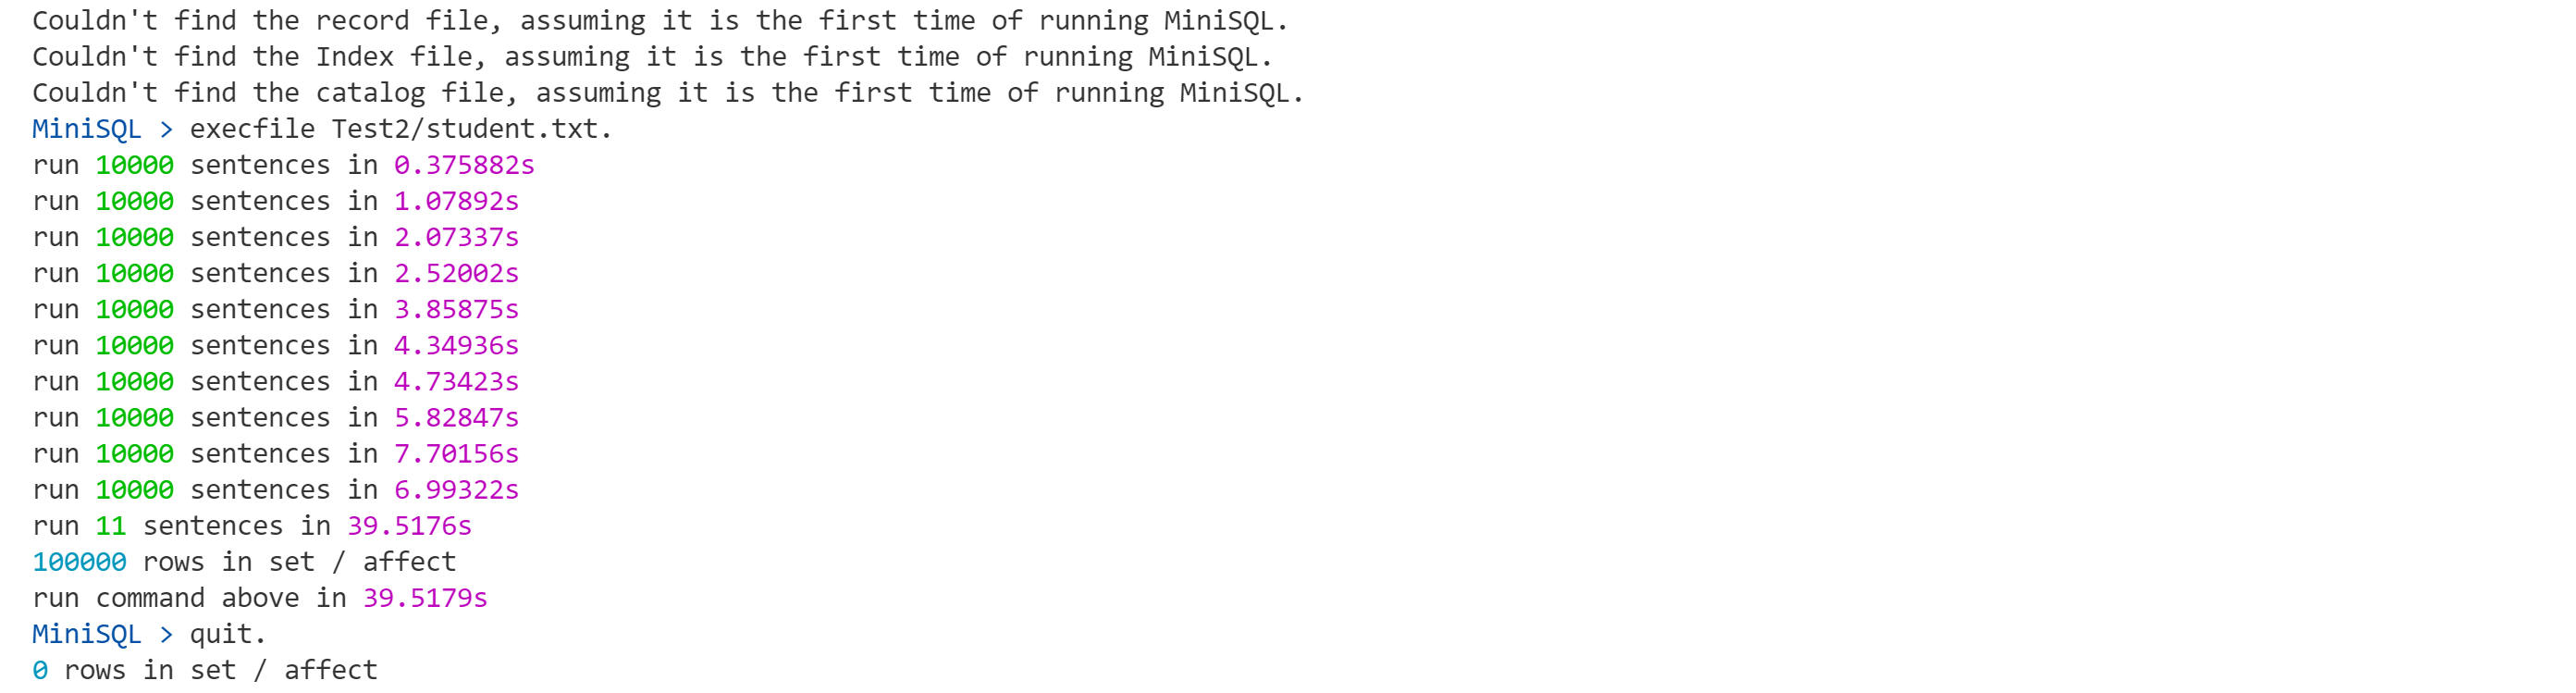 Couldn't find the record file, assuming it is the first time of running MiniSQL.
Couldn't find the Index file, assuming it is the first time of running MiniSQL.
Couldn't find the catalog file, assuming it is the first time of running MiniSQL.
MiniSQL > execfile Test2/student.txt.
run 10000 sentences in 0.375882s
run 10000 sentences in 1.07892s
run 10000 sentences in 2.07337s
run 10000 sentences in 2.52002s
run 10000 sentences in 3.85875s
run 10000 sentences in 4.34936s
run 10000 sentences in 4.73423s
run 10000 sentences in 5.82847s
run 10000 sentences in 7.70156s
run 10000 sentences in 6.99322s
run 11 sentences in 39.5176s
100000 rows in set / affect
run command above in 39.5179s
MiniSQL > quit.
0 rows in set / affect